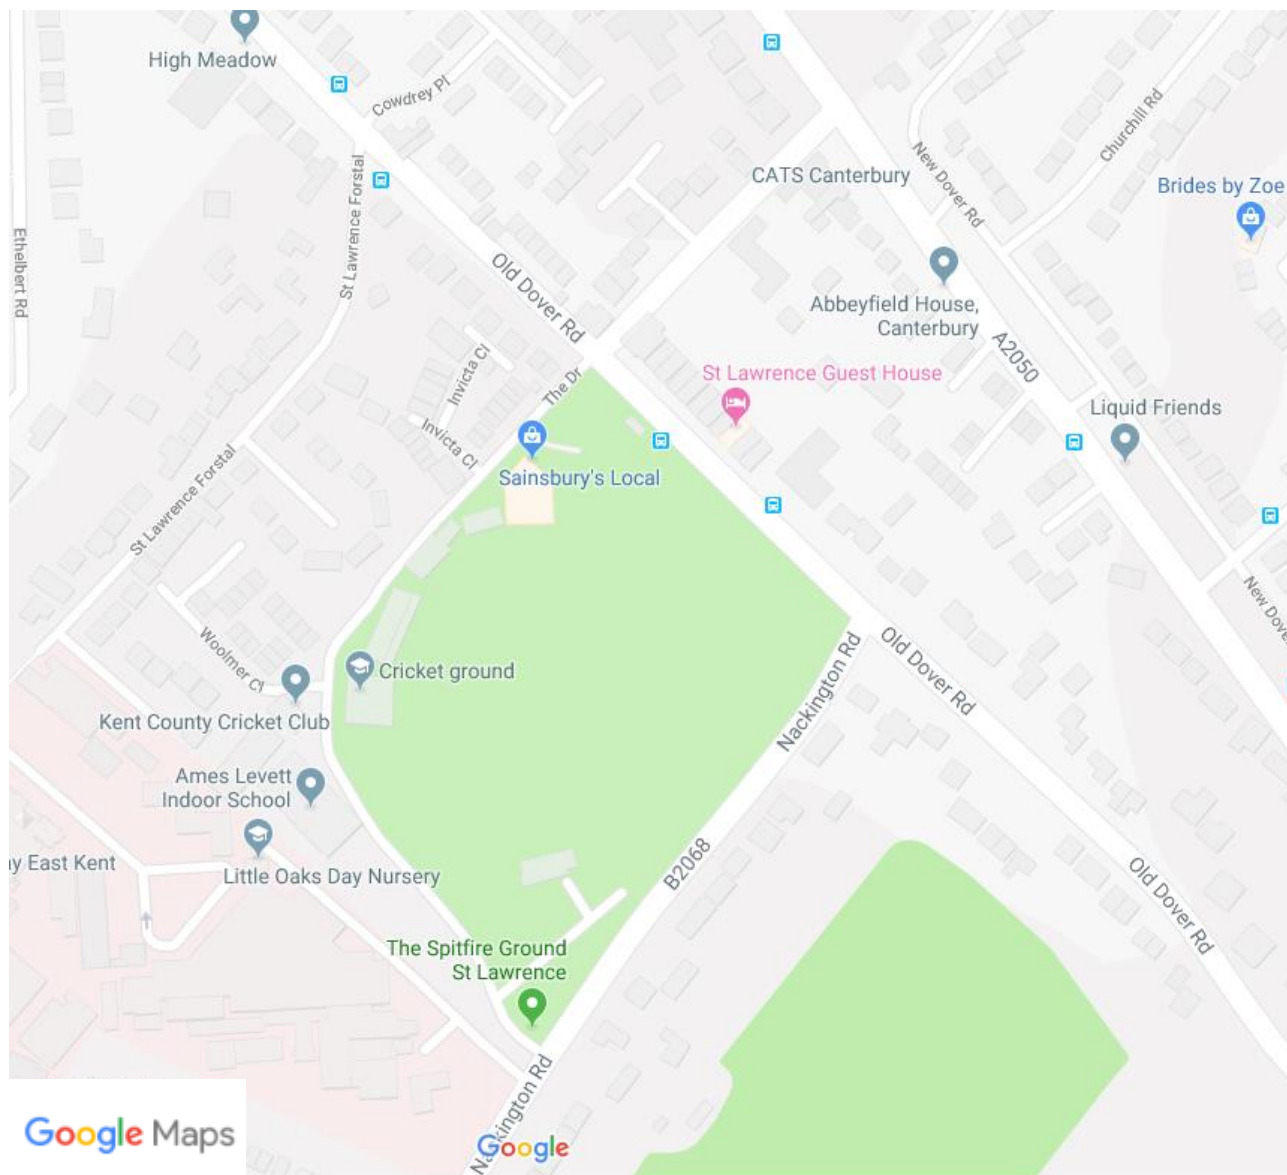 High Meadow
Cowdrey Pl
Churchill Rd
New Dover Rd
CATS Canterbury
Brides by Zoe
St Lawrence Forstal
Ethelbert Rd
Old Dover Rd
Abbeyfield House,
Canterbury
A2050
Invicta Cl
The Dr
St Lawrence Guest House
Liquid Friends
Invicta Cl
Sainsbury's Local
St Lawrence Forstal
New Dove
Woolmer Cl
Cricket ground
Old Dover Rd
Nackington Rd
Kent County Cricket Club
Ames Levett
Indoor School
B2068
y East Kent
Little Oaks Day Nursery
Old Dover Rd
The Spitfire Ground
St Lawrence
Nackington Rd
Google Maps
Google